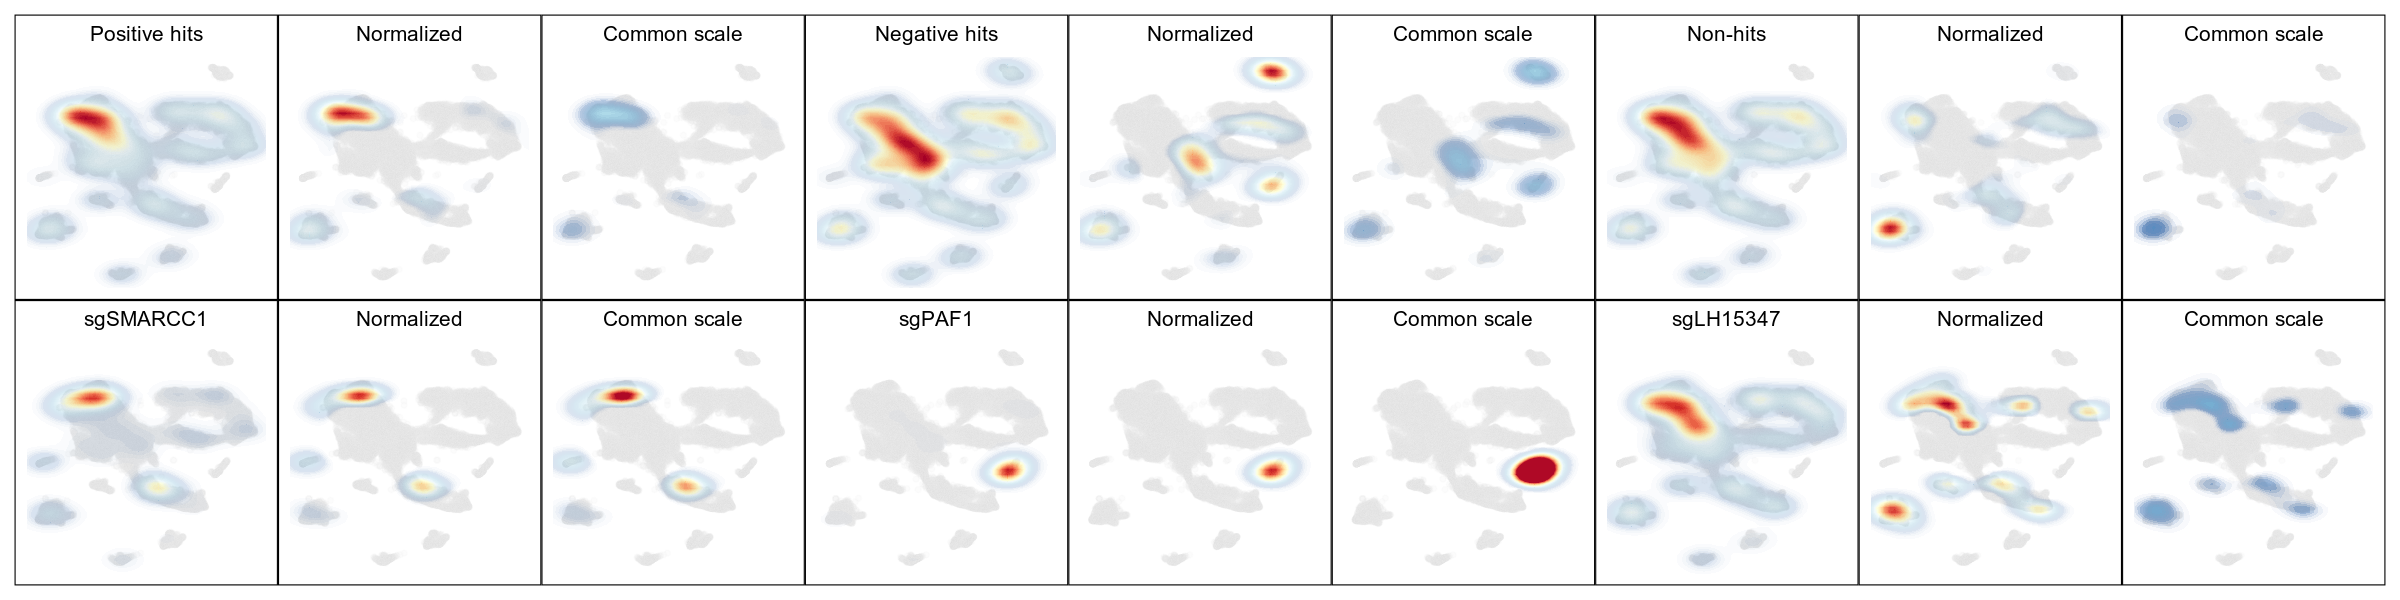 Positive hits
Normalized
Common scale
Negative hits
Normalized
Common scale
Non-hits
Normalized
Common scale
sgSMARCC1
Normalized
Common scale
sgPAF1
Normalized
Common scale
sgLH15347
Normalized
Common scale